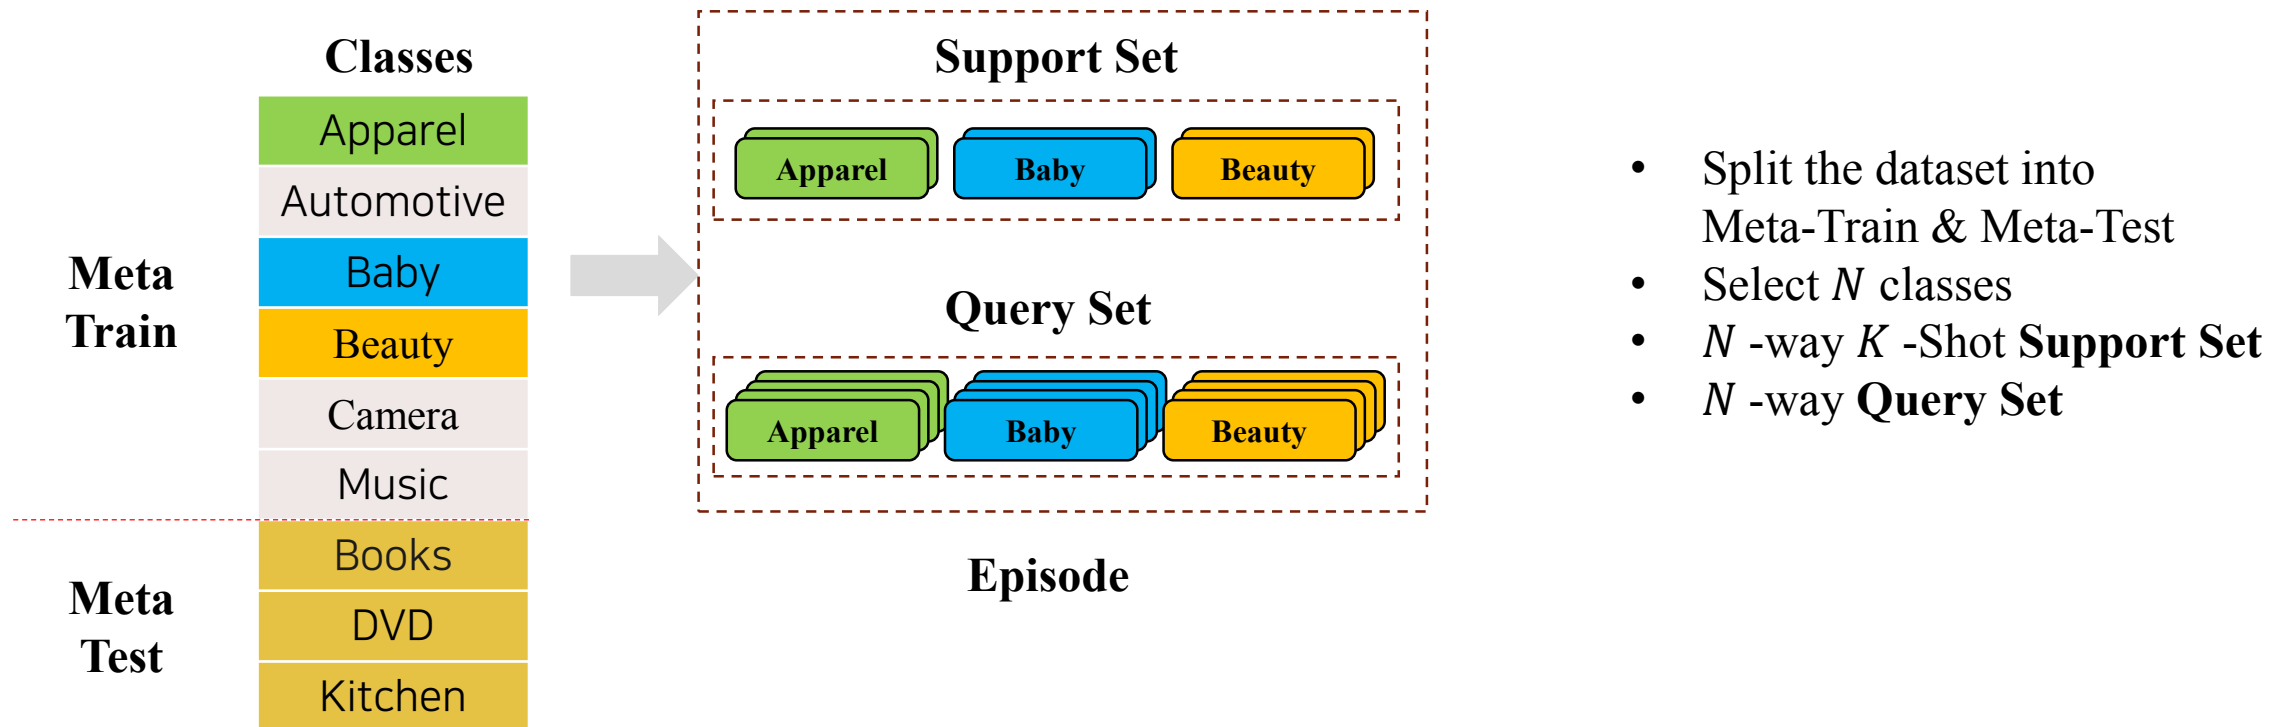 Classes
Apparel
Automotive
Baby
Beauty
Camera
Music
Books
DVD
Kitchen
Meta
Train
Meta
Test
Support Set
Apparel
Baby
Beauty
Query Set
Apparel
Baby
Beauty
Episode
• Split the dataset into
Meta-Train & Meta-Test
• Select N classes
• N -way K -Shot Support Set
• N -way Query Set